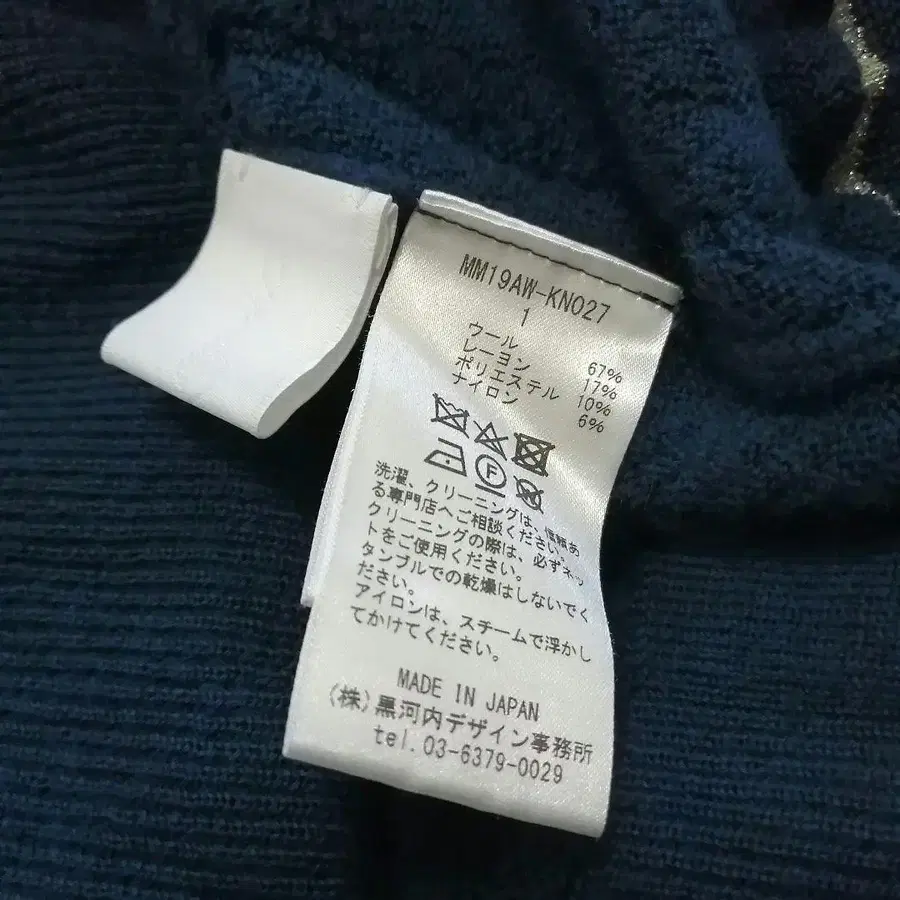 MM19AW-KN027
1
ウール 67%
レーヨン 17%
ポリエステル 10%
ナイロン 6%
F
洗濯、クリーニングは、信頼あ
る専門店へご相談ください。
クリーニングの際は、必ずネッ
トをご使用ください。
タンブルでの乾燥はしないでく
ださい。
アイロンは、スチームで浮かし
てかけてください。
MADE IN JAPAN
(株)黒河内デザイン事務所
tel.03-6379-0029